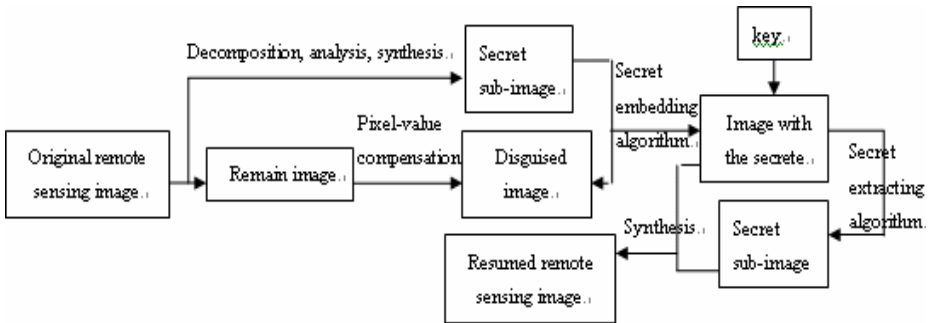 key.
Decomposition, analysis, synthesis.
Secret
sub-image.
Secret
embedding
algorithm.
Pixel-value
compensation
Original remote
sensing image.
Remain image.
Disguised
image.
Image with
the secrete.
Secret
extracting
algorithm.
Synthesis.
Secret
sub-image
Resumed remote
sensing image.